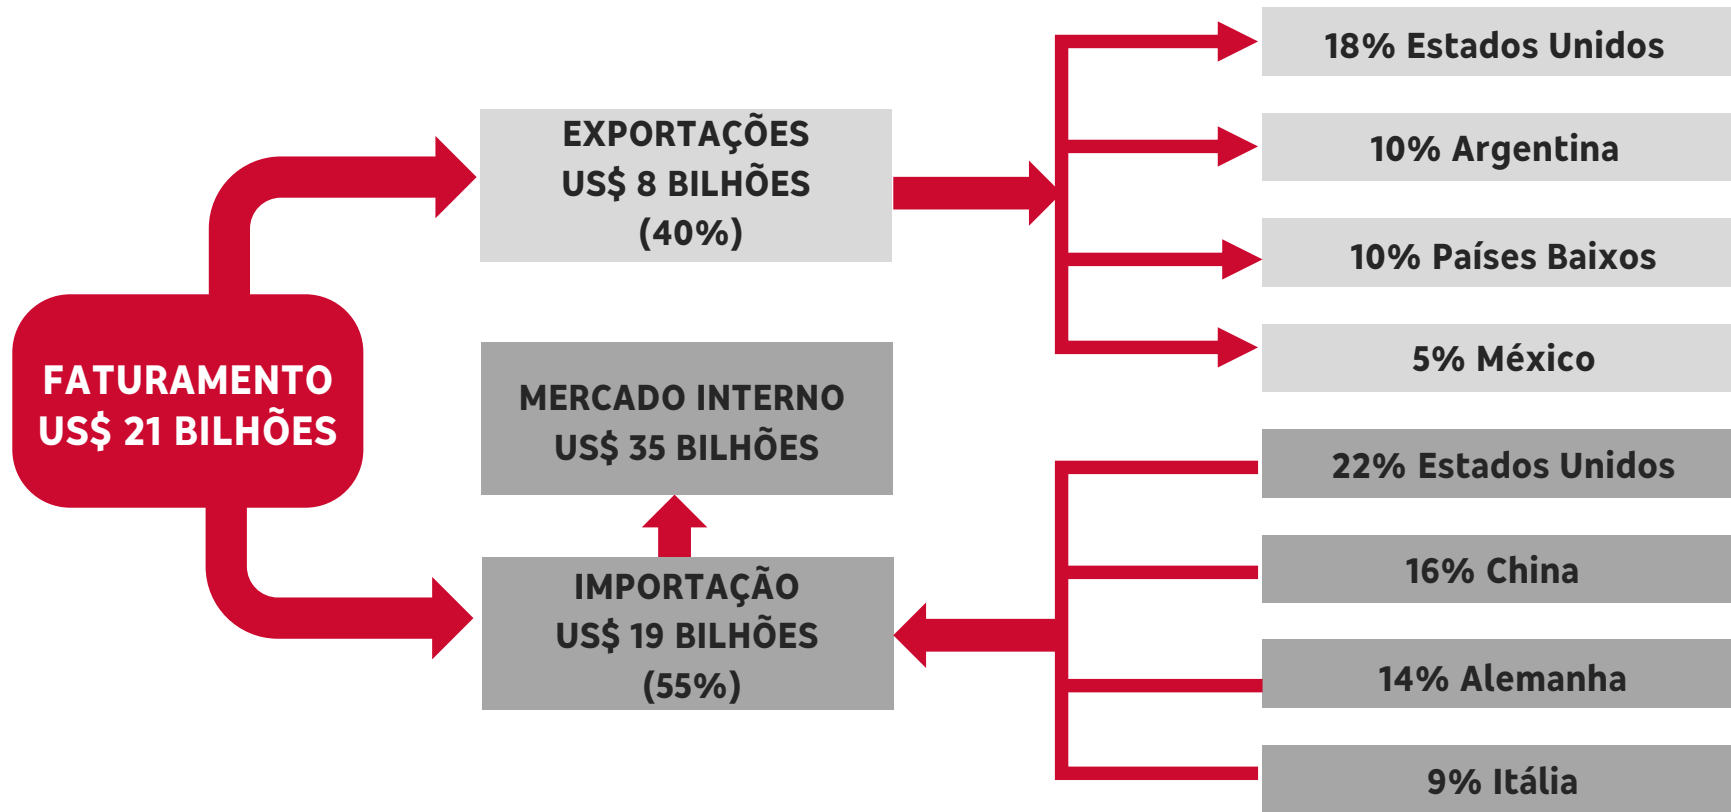 FATURAMENTO
US$ 21 BILHÕES
EXPORTAÇÕES
US$ 8 BILHÕES
(40%)
MERCADO INTERNO
US$ 35 BILHÕES
IMPORTAÇÃO
US$ 19 BILHÕES
(55%)
18% Estados Unidos
10% Argentina
10% Países Baixos
5% México
22% Estados Unidos
16% China
14% Alemanha
9% Itália